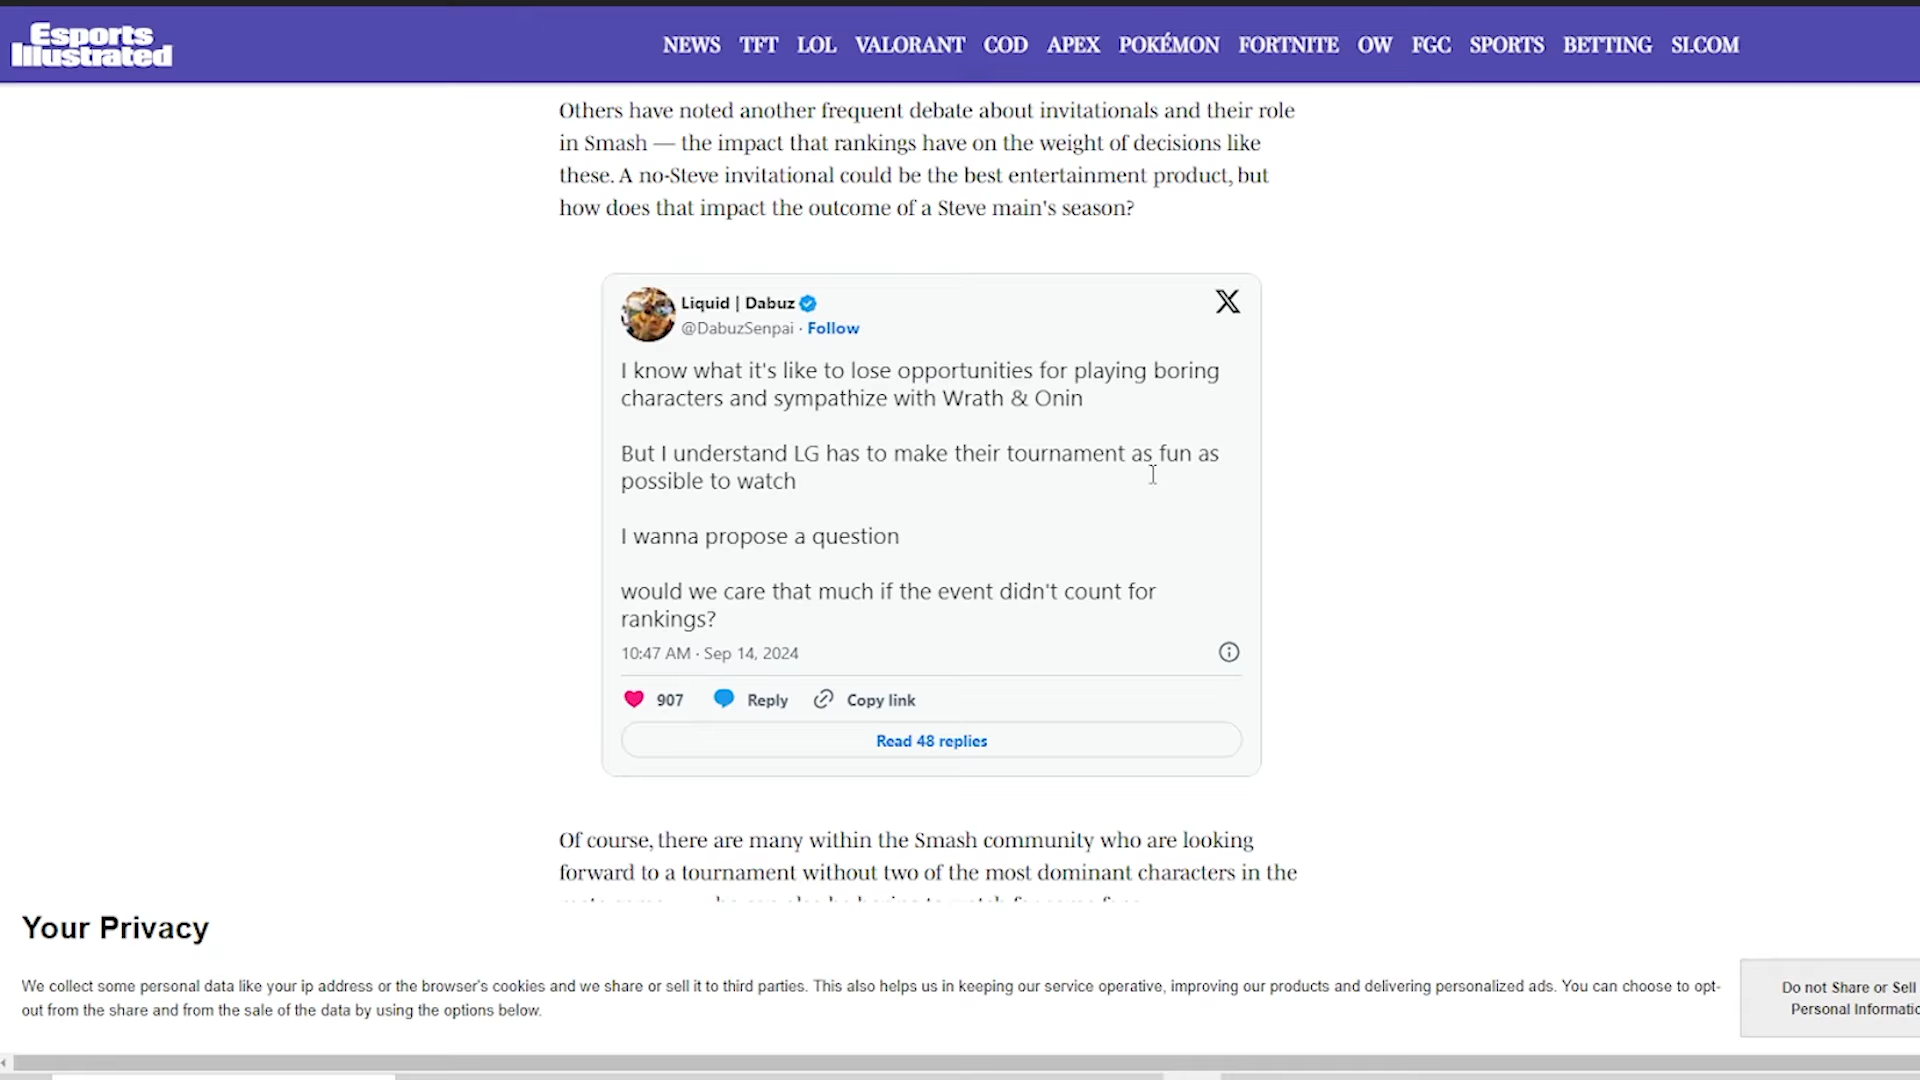 Esports
Illustrated
NEWS TFT LOL VALORANT COD APEX POKÉMON FORTNITE OW FGC SPORTS BETTING SI.COM
Others have noted another frequent debate about invitationals and their role
in Smash — the impact that rankings have on the weight of decisions like
these. A no-Steve invitational could be the best entertainment product, but
how does that impact the outcome of a Steve main's season?
Liquid | Dabuz
@DabuzSenpai · Follow
I know what it's like to lose opportunities for playing boring
characters and sympathize with Wrath & Onin
But I understand LG has to make their tournament as fun as
possible to watch
I wanna propose a question
would we care that much if the event didn't count for
rankings?
10:47 AM · Sep 14, 2024
907 Reply Copy link
Read 48 replies
Of course, there are many within the Smash community who are looking
forward to a tournament without two of the most dominant characters in the
Your Privacy
We collect some personal data like your ip address or the browser's cookies and we share or sell it to third parties. This also helps us in keeping our service operative, improving our products and delivering personalized ads. You can choose to opt-
out from the share and from the sale of the data by using the options below.
Do not Share or Sell
Personal